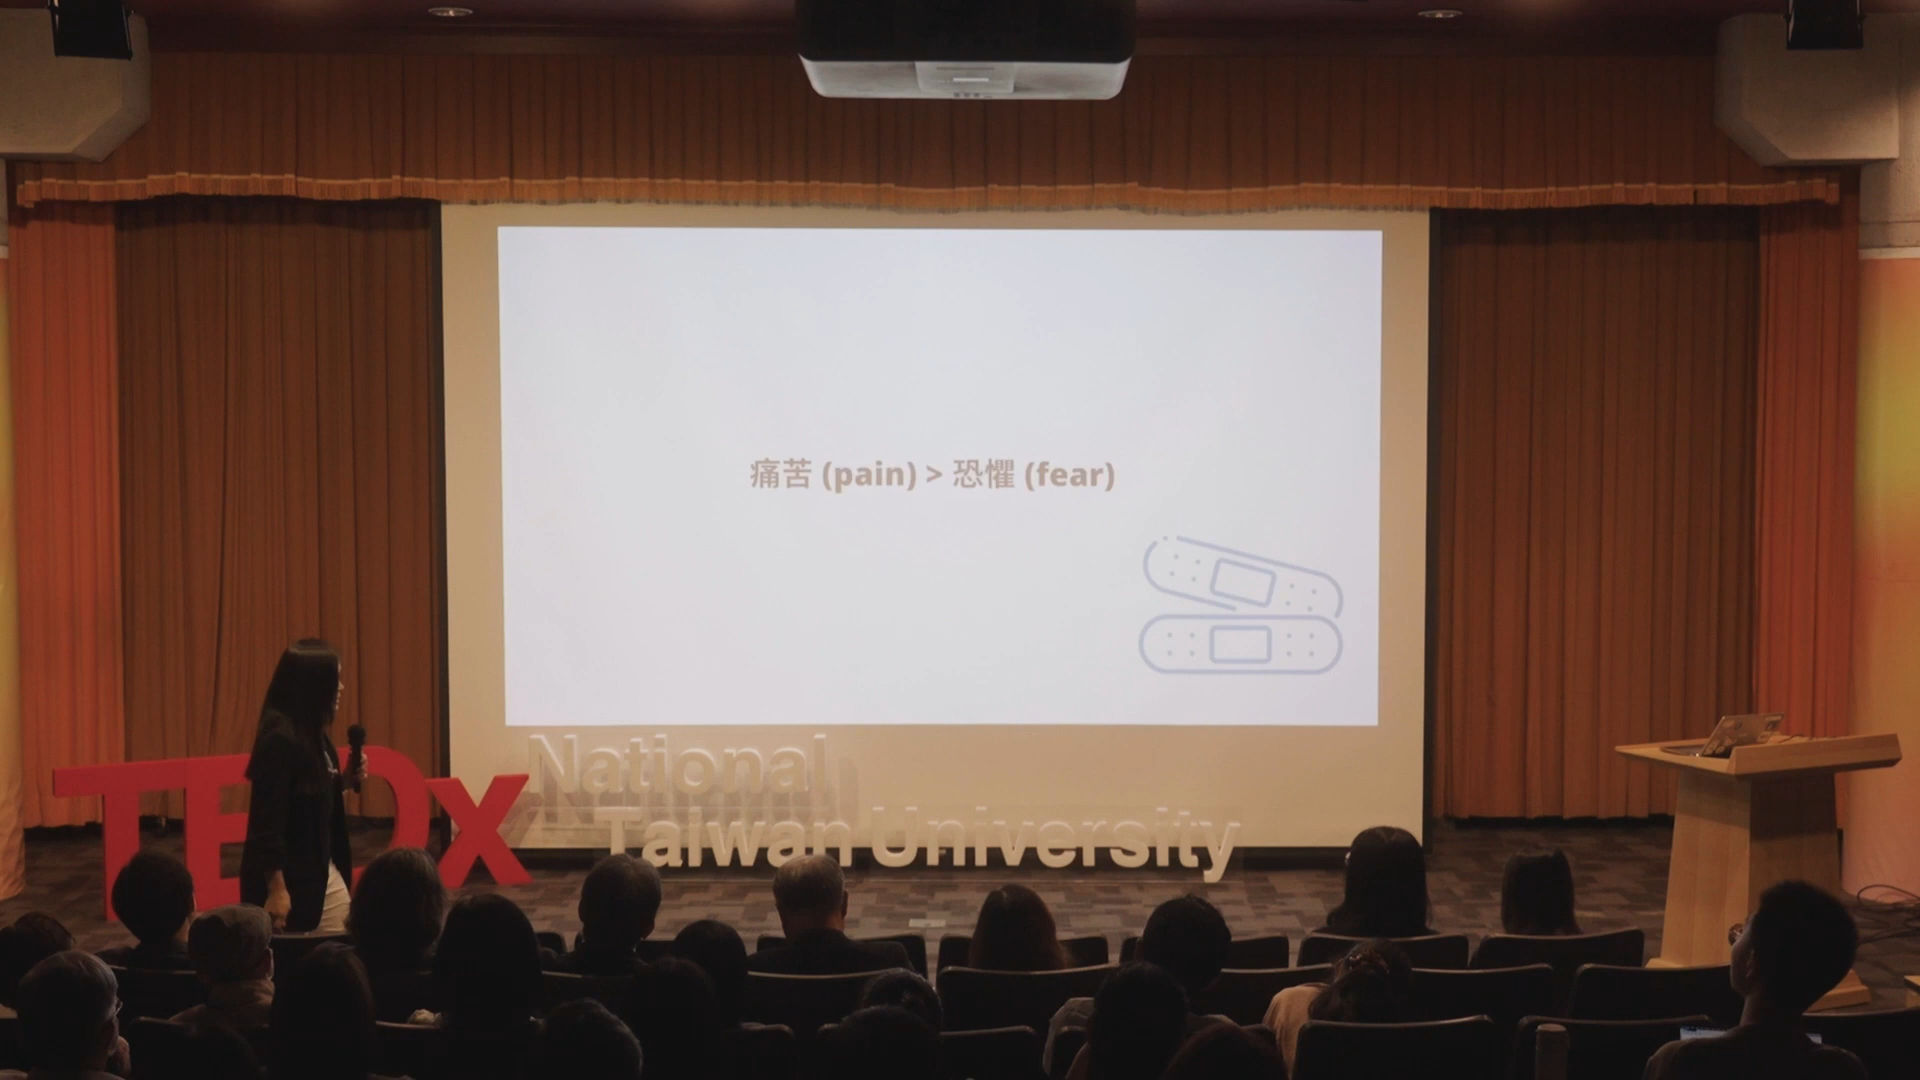 痛苦 (pain) > 恐懼 (fear)
TEDx
National
Taiwan University